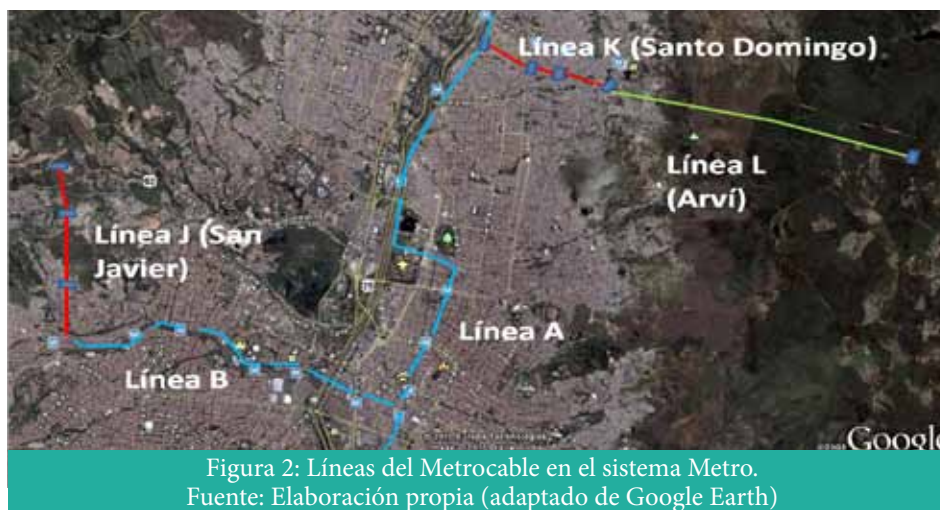 Línea K (Santo Domingo)
Línea L
(Arví)
Línea J (San
Javier)
Línea A
Línea B
Google
Figura 2: Líneas del Metrocable en el sistema Metro.
Fuente: Elaboración propia (adaptado de Google Earth)